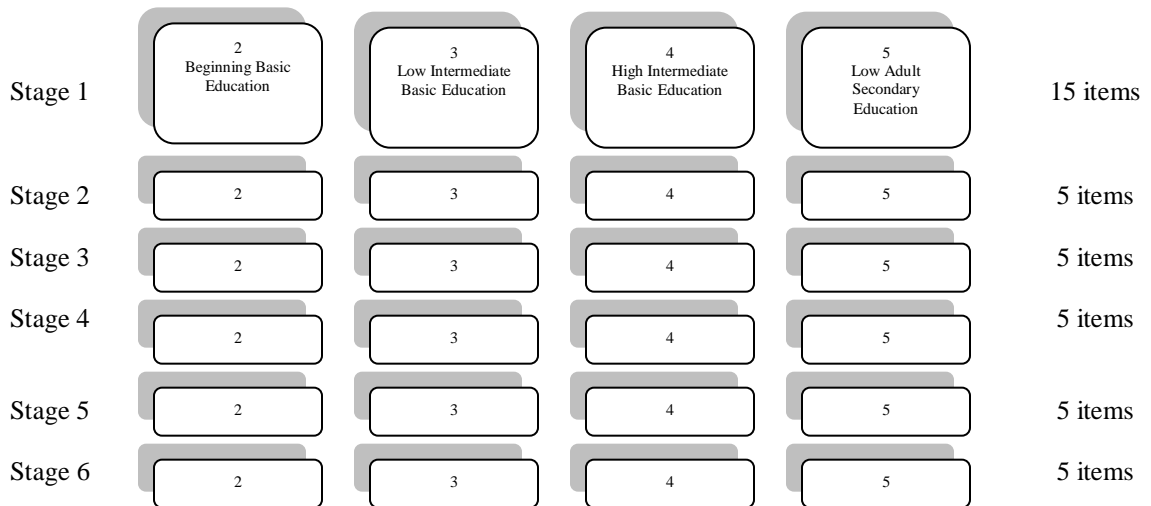 2
Beginning Basic
Education
3
Low Intermediate
Basic Education
4
High Intermediate
Basic Education
5
Low Adult
Secondary
Education
Stage 1
15 items
Stage 2
2
3
4
5
5 items
Stage 3
2
3
4
5
5 items
Stage 4
2
3
4
5
5 items
Stage 5
2
3
4
5
5 items
Stage 6
2
3
4
5
5 items